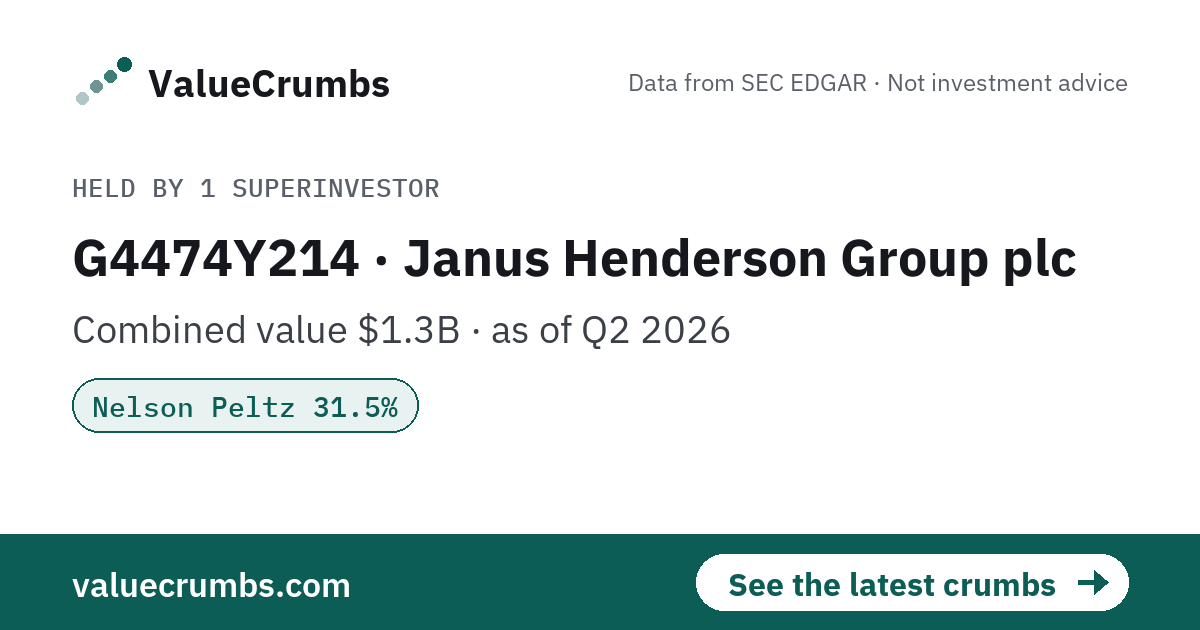 ValueCrumbs
Data from SEC EDGAR · Not investment advice
HELD BY 1 SUPERINVESTOR
G4474Y214 · Janus Henderson Group plc
Combined value $1.3B · as of Q2 2026
Nelson Peltz 31.5%
valuecrumbs.com
See the latest crumbs →